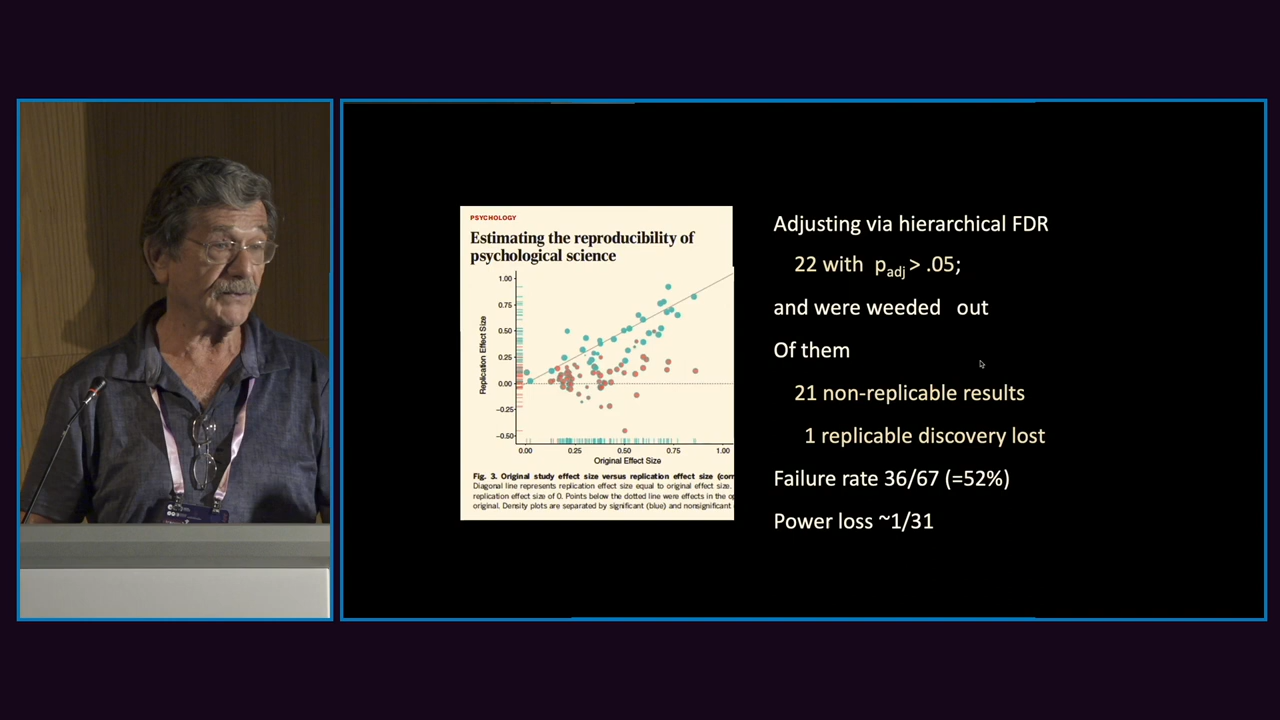 PSYCHOLOGY
Estimating the reproducibility of
psychological science
1.00
0.75
0.50
0.25
0.00
−0.25
−0.50
Replication Effect Size
0.00 0.25 0.50 0.75 1.00
Original Effect Size
Fig. 3. Original study effect size versus replication effect size (corr
Diagonal line represents replication effect size equal to original effect size.
replication effect size of 0. Points below the dotted line were effects in the op
original. Density plots are separated by significant (blue) and nonsignificant
Adjusting via hierarchical FDR
22 with padj > .05;
and were weeded out
Of them
21 non-replicable results
1 replicable discovery lost
Failure rate 36/67 (=52%)
Power loss ~1/31